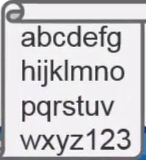 abcdefg
hijklmno
pqrstuv
wxyz123